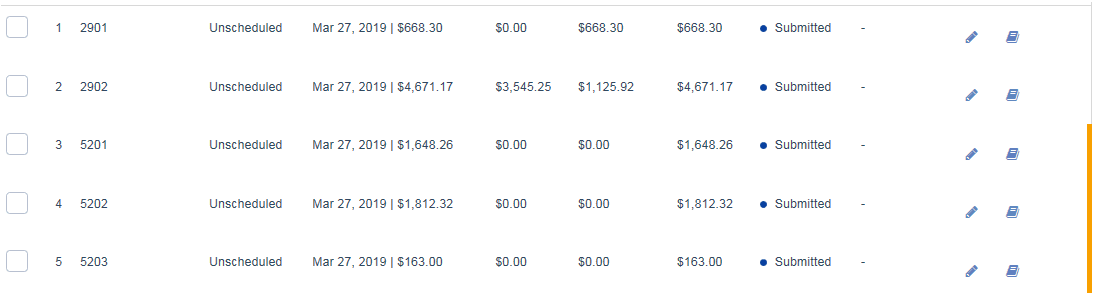 1 2901 Unscheduled Mar 27, 2019 | $668.30 $0.00 $668.30 $668.30 Submitted -
2 2902 Unscheduled Mar 27, 2019 | $4,671.17 $3,545.25 $1,125.92 $4,671.17 Submitted -
3 5201 Unscheduled Mar 27, 2019 | $1,648.26 $0.00 $0.00 $1,648.26 Submitted -
4 5202 Unscheduled Mar 27, 2019 | $1,812.32 $0.00 $0.00 $1,812.32 Submitted -
5 5203 Unscheduled Mar 27, 2019 | $163.00 $0.00 $0.00 $163.00 Submitted -